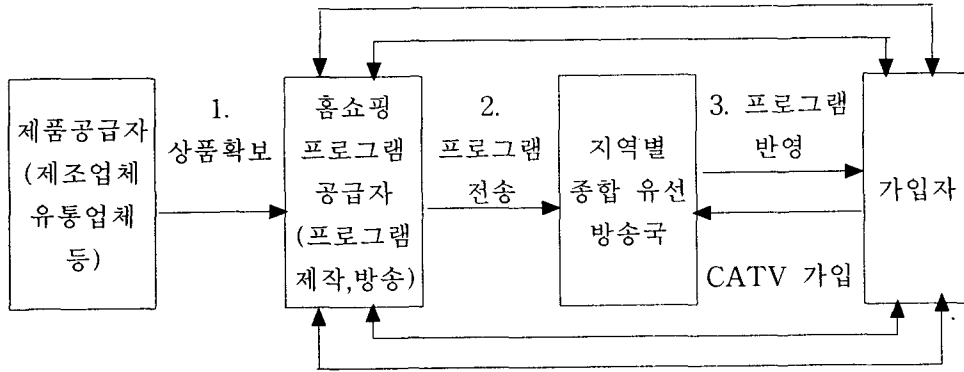 제품공급자
(제조업체
유통업체
등)
1.
상품확보
홈쇼핑
프로그램
공급자
(프로그램
제작,방송)
2.
프로그램
전송
지역별
종합 유선
방송국
3. 프로그램
반영
CATV 가입
가입자